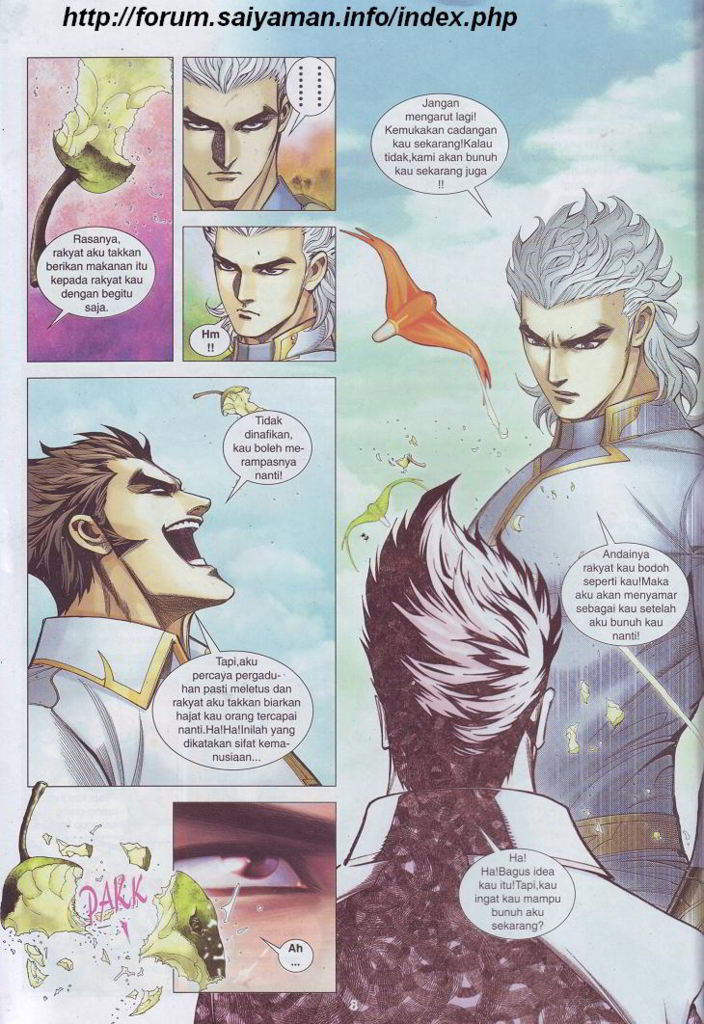 http://forum.saiyaman.info/index.php
Rasanya,
rakyat aku takkan
berikan makanan itu
kepada rakyat kau
dengan begitu
saja.
Hm
!!
Jangan
mengarut lagi!
Kemukakan cadangan
kau sekarang!Kalau
tidak,kami akan bunuh
kau sekarang juga
!!
Tidak
dinafikan,
kau boleh me-
rampasnya
nanti!
Tapi,aku
percaya pergadu-
han pasti meletus dan
rakyat aku takkan biarkan
hajat kau orang tercapai
nanti.Ha!Ha!Inilah yang
dikatakan sifat kema-
nusiaan...
Andainya
rakyat kau bodoh
seperti kau!Maka
aku akan menyamar
sebagai kau setelah
aku bunuh kau
nanti!
PAKK
Ah
...
Ha!
Ha!Bagus idea
kau itu!Tapi,kau
ingat kau mampu
bunuh aku
sekarang?
8